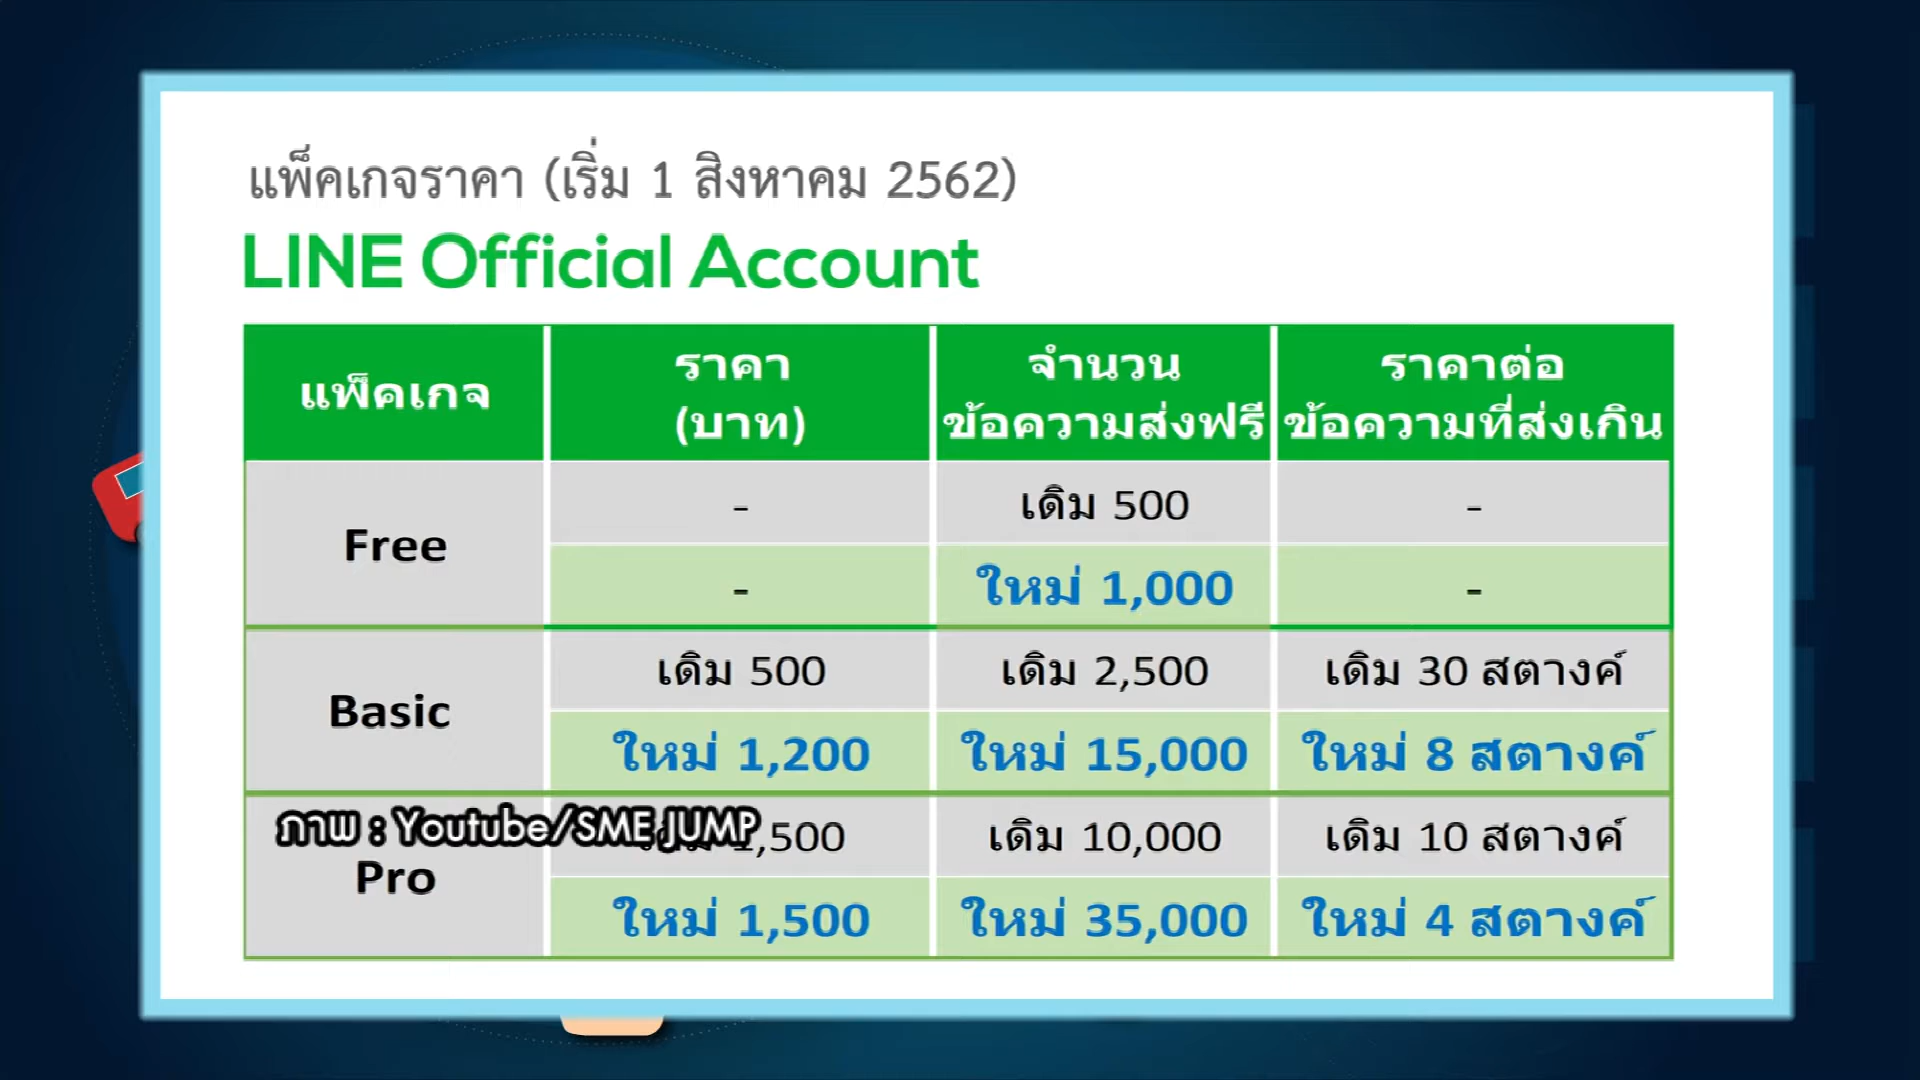 แพ็คเกจราคา (เริ่ม 1 สิงหาคม 2562)
LINE Official Account
แพ็คเกจ
ราคา
(บาท)
จำนวน
ข้อความส่งฟรี
ราคาต่อ
ข้อความที่ส่งเกิน
Free
-
เดิม 500
-
-
ใหม่ 1,000
-
Basic
เดิม 500
เดิม 2,500
เดิม 30 สตางค์
ใหม่ 1,200
ใหม่ 15,000
ใหม่ 8 สตางค์
ภาพ : Youtube/SME JUMP
Pro
,500
เดิม 10,000
เดิม 10 สตางค์
ใหม่ 1,500
ใหม่ 35,000
ใหม่ 4 สตางค์